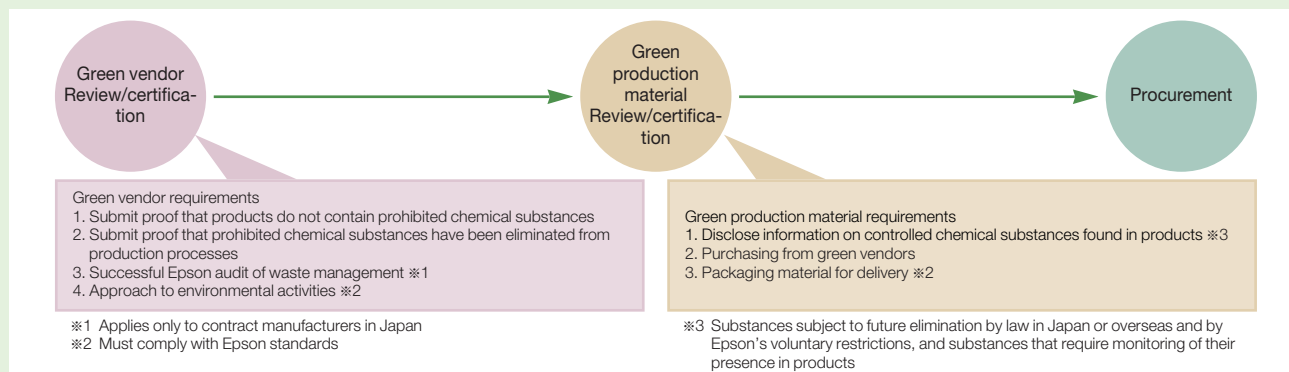 Green vendor
Review/certifica-
tion
Green
production
material
Review/certifica-
tion
Procurement
Green vendor requirements
1. Submit proof that products do not contain prohibited chemical substances
2. Submit proof that prohibited chemical substances have been eliminated from
production processes
3. Successful Epson audit of waste management ※1
4. Approach to environmental activities ※2
※1 Applies only to contract manufacturers in Japan
※2 Must comply with Epson standards
Green production material requirements
1. Disclose information on controlled chemical substances found in products ※3
2. Purchasing from green vendors
3. Packaging material for delivery ※2
※3 Substances subject to future elimination by law in Japan or overseas and by
Epson's voluntary restrictions, and substances that require monitoring of their
presence in products